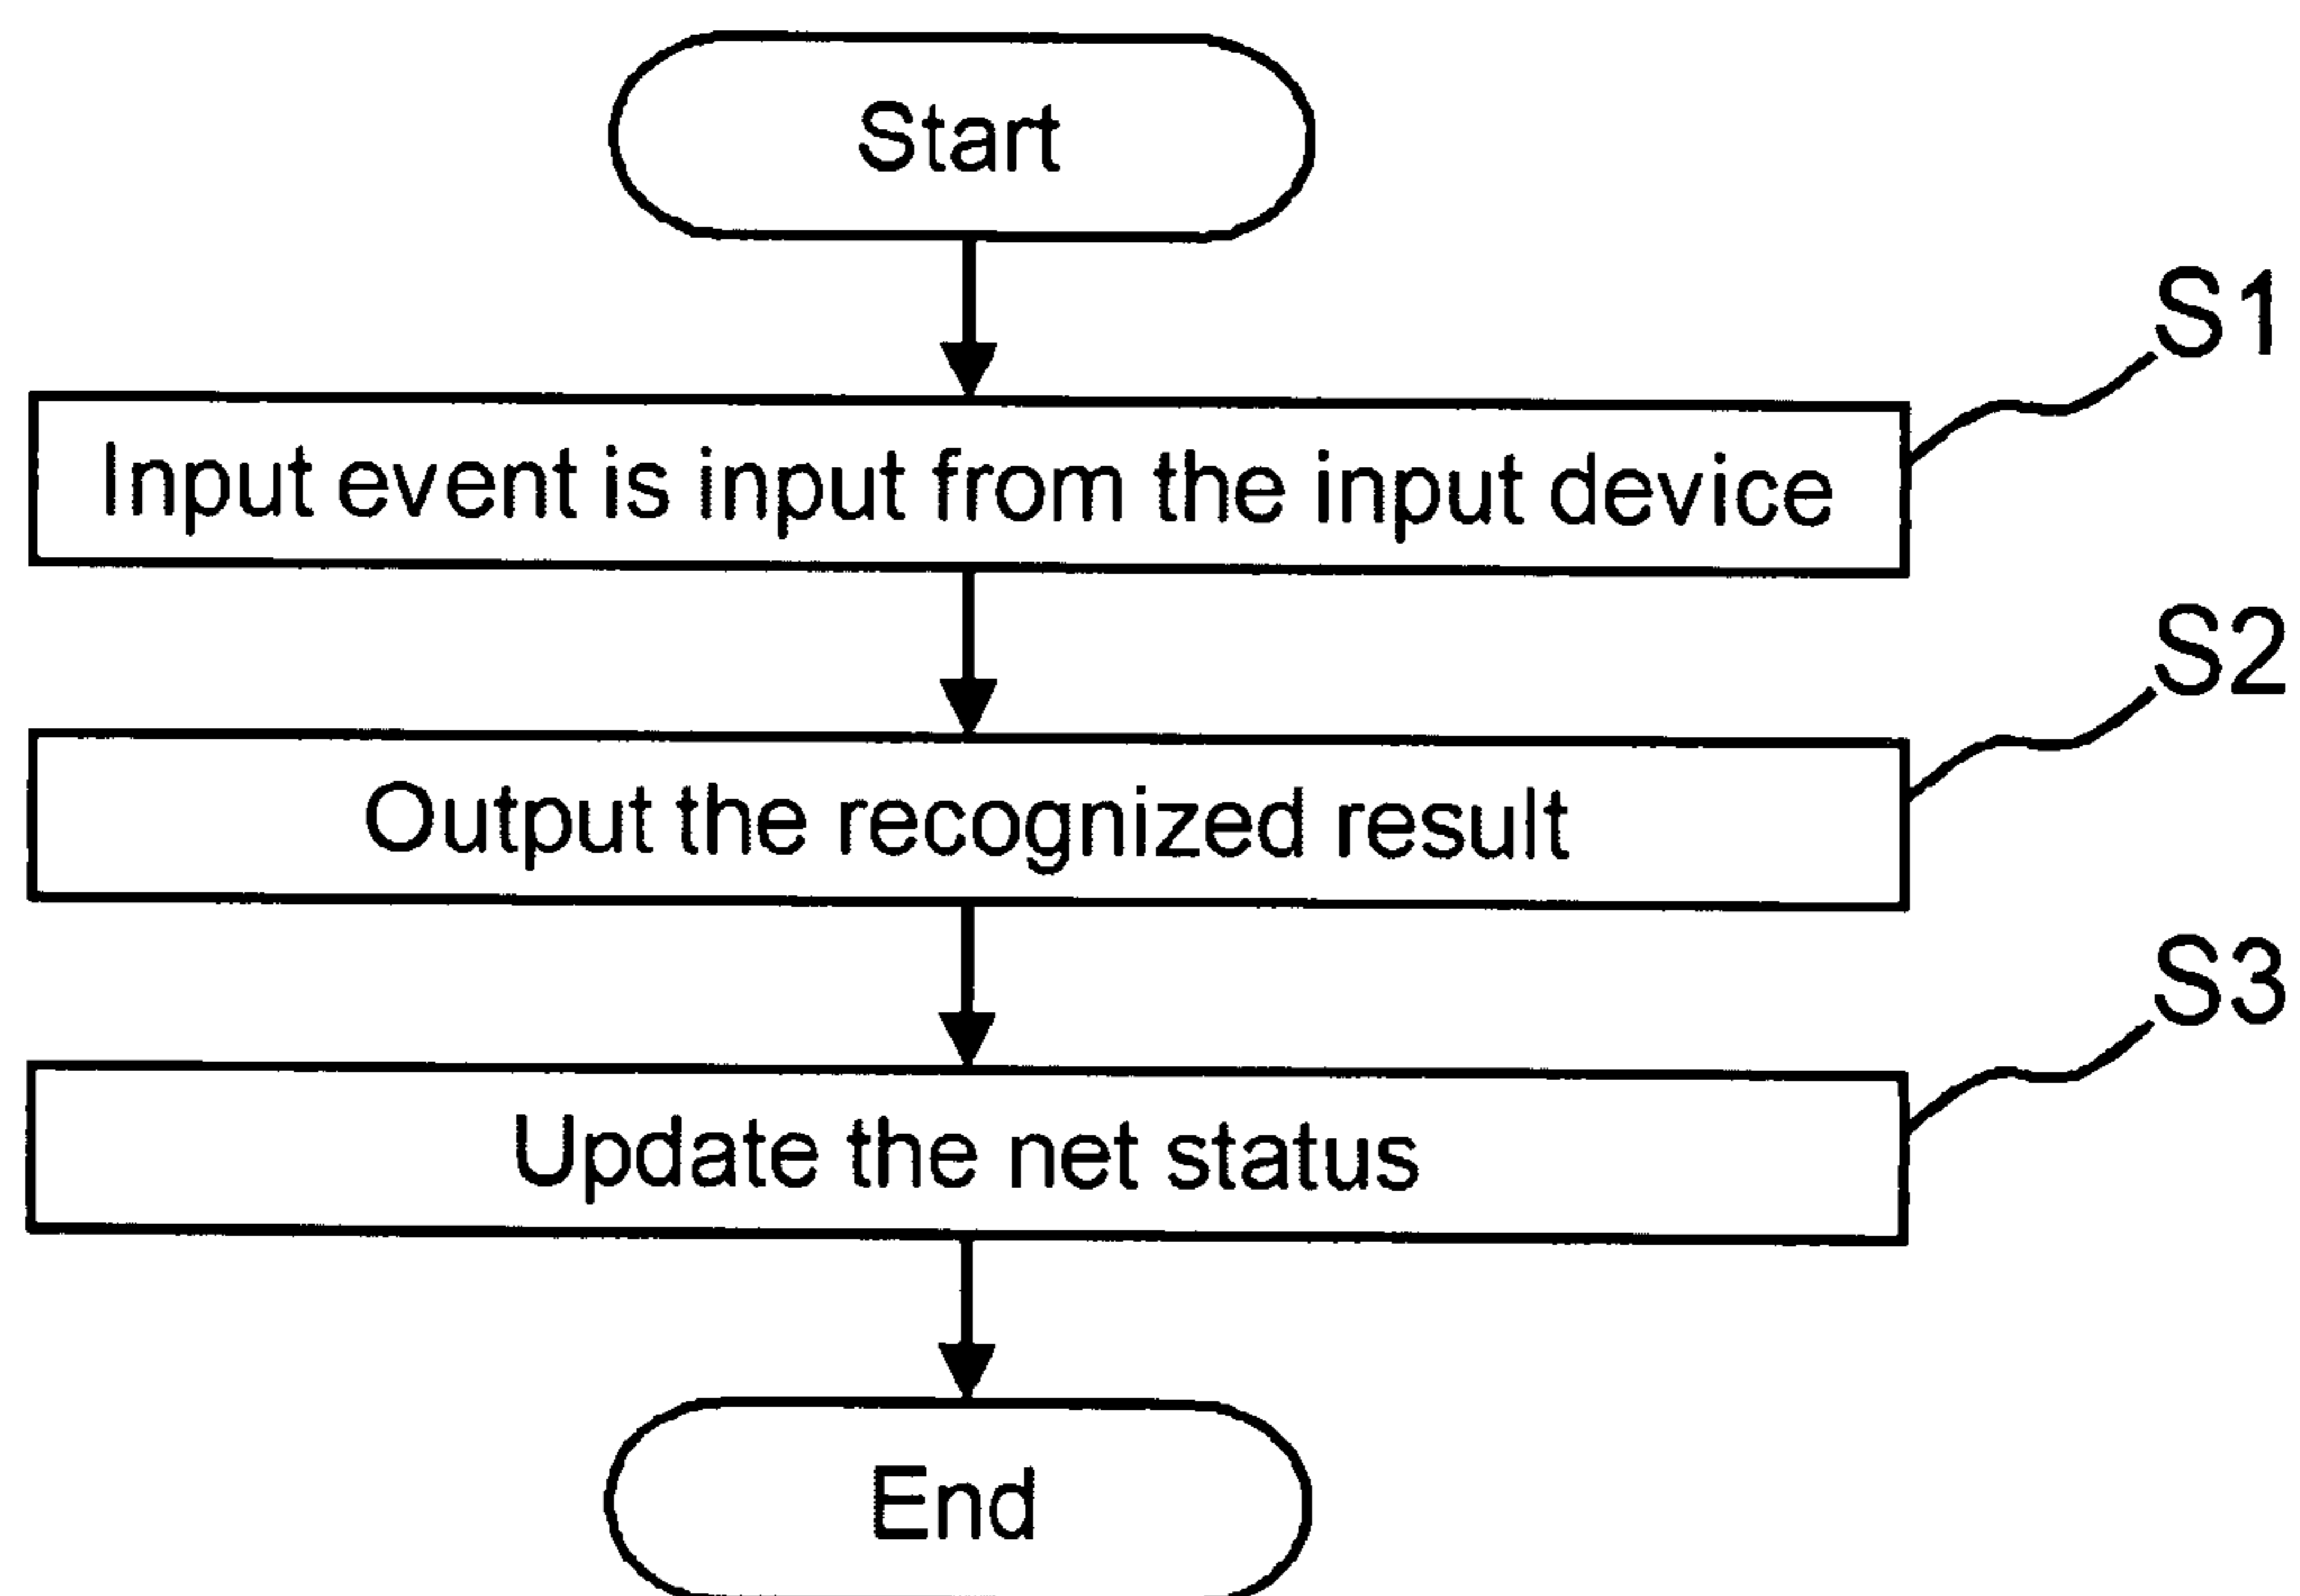 Start
S1
Input event is input from the input device
S2
Output the recognized result
S3
Update the net status
End